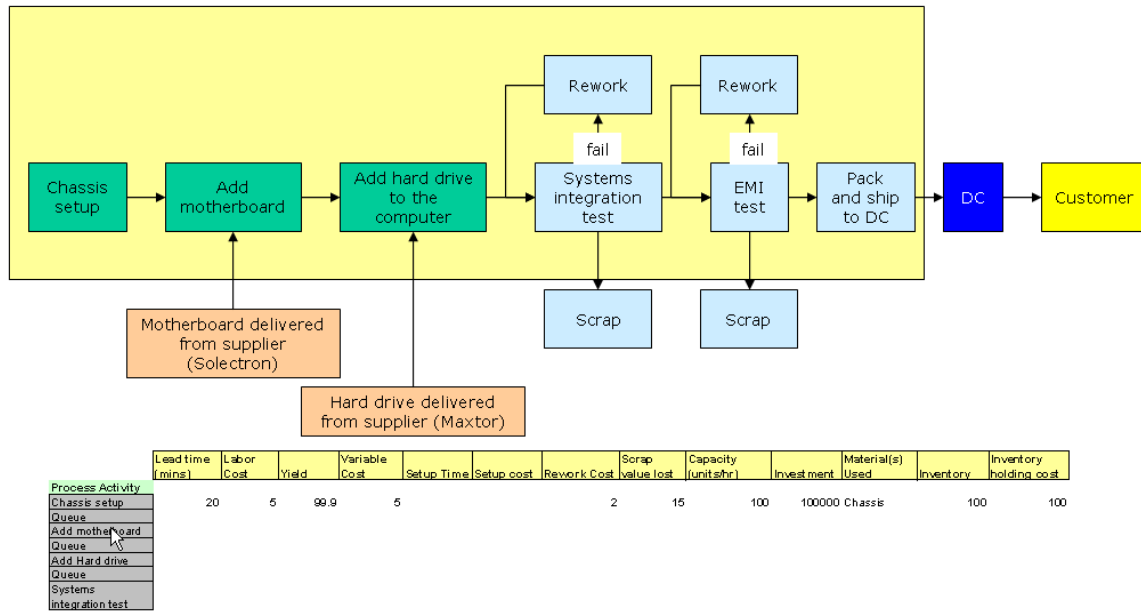 Rework
Rework
fail
fail
Chassis
setup
Add
motherboard
Add hard drive
to the
computer
Systems
integration
test
EMI
test
Pack
and ship
to DC
DC
Customer
Scrap
Scrap
Motherboard delivered
from supplier
(Solectron)
Hard drive delivered
from supplier (Maxtor)
Lead time
(mins)
Labor
Cost
Yield
Variable
Cost
Setup Time
Setup cost
Rework Cost
Scrap
value lost
Capacity
(units/hr)
Investment
Material(s)
Used
Inventory
Inventory
holding cost
Process Activity
Chassis setup 20 5 99.9 5 2 15 100 100000 Chassis 100 100
Queue
Add motherboard
Queue
Add Hard drive
Queue
Systems
integration test